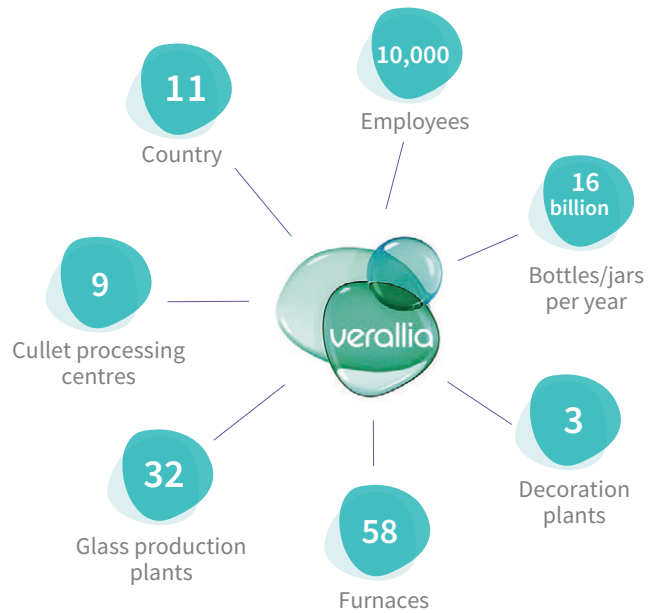 10,000
Employees
11
Country
16
billion
Bottles/jars
per year
9
Cullet processing
centres
verallia
3
Decoration
plants
32
Glass production
plants
58
Furnaces